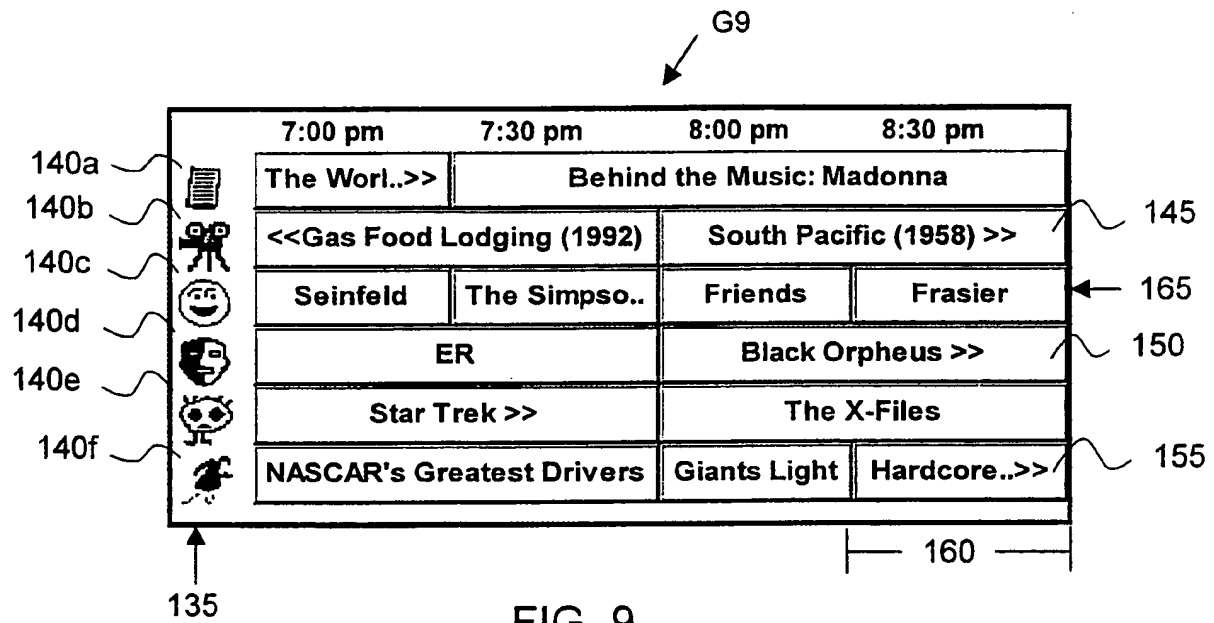 G9
7:00 pm 7:30 pm 8:00 pm 8:30 pm
140a The Worl..>> Behind the Music: Madonna
140b <<Gas Food Lodging (1992) South Pacific (1958) >> 145
140c Seinfeld The Simpso.. Friends Frasier 165
140d ER Black Orpheus >> 150
140e Star Trek >> The X-Files
140f NASCAR's Greatest Drivers Giants Light Hardcore..>> 155
160
135
FIG. 9